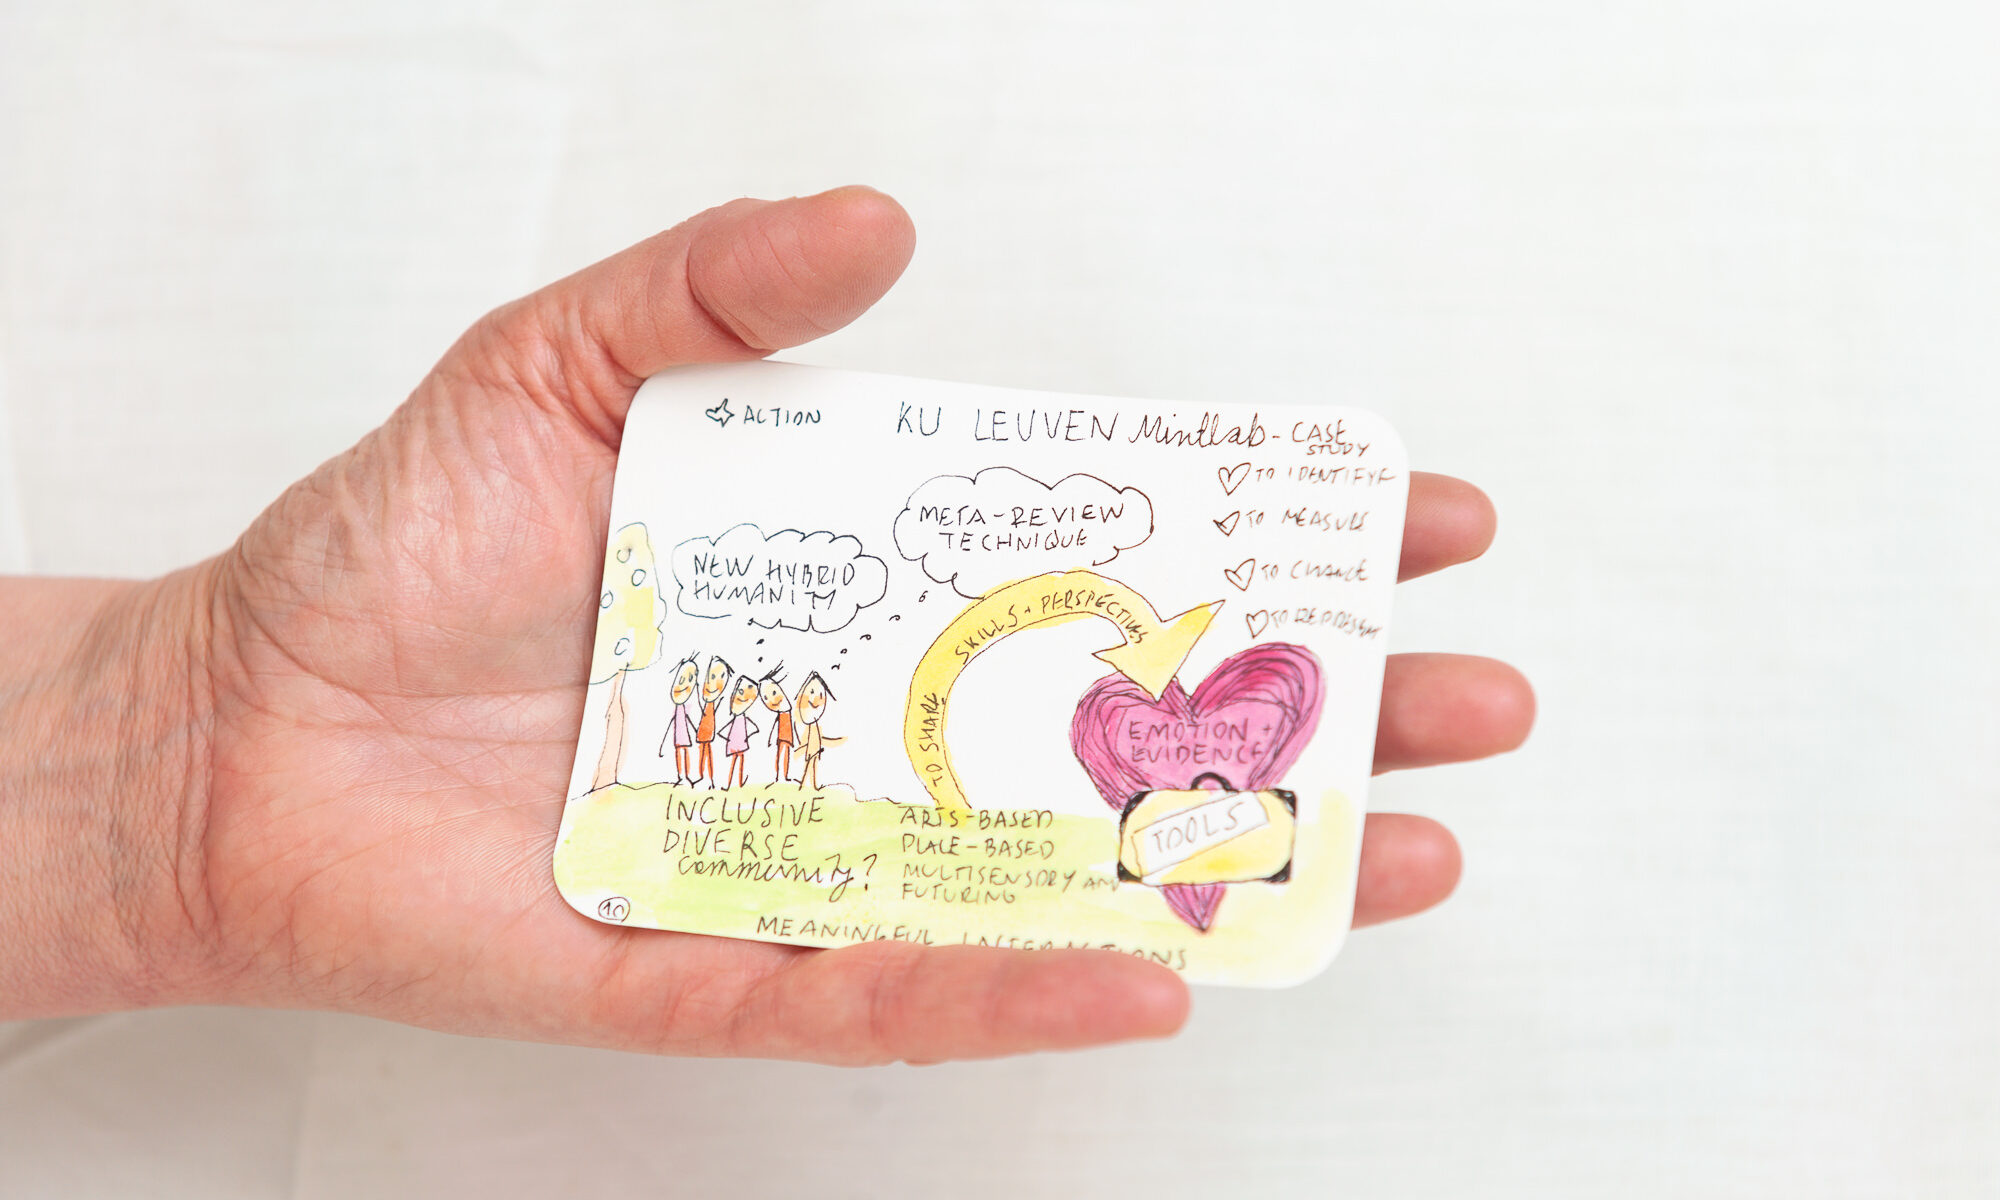 ACTION
KU LEUVEN Mindlab - CASE
STUDY
TO IDENTIFY
TO MEASURE
TO CHANGE
TO REPRESENT
META-REVIEW
TECHNIQUE
NEW HYBRID
HUMANITY
TO SHARE SKILLS + PERSPECTIVES
EMOTION +
EVIDENCE
TOOLS
INCLUSIVE
DIVERSE
community?
ARTS-BASED
PLACE-BASED
MULTISENSORY AND
FUTURING
10
MEANINGFUL INTERACTIONS